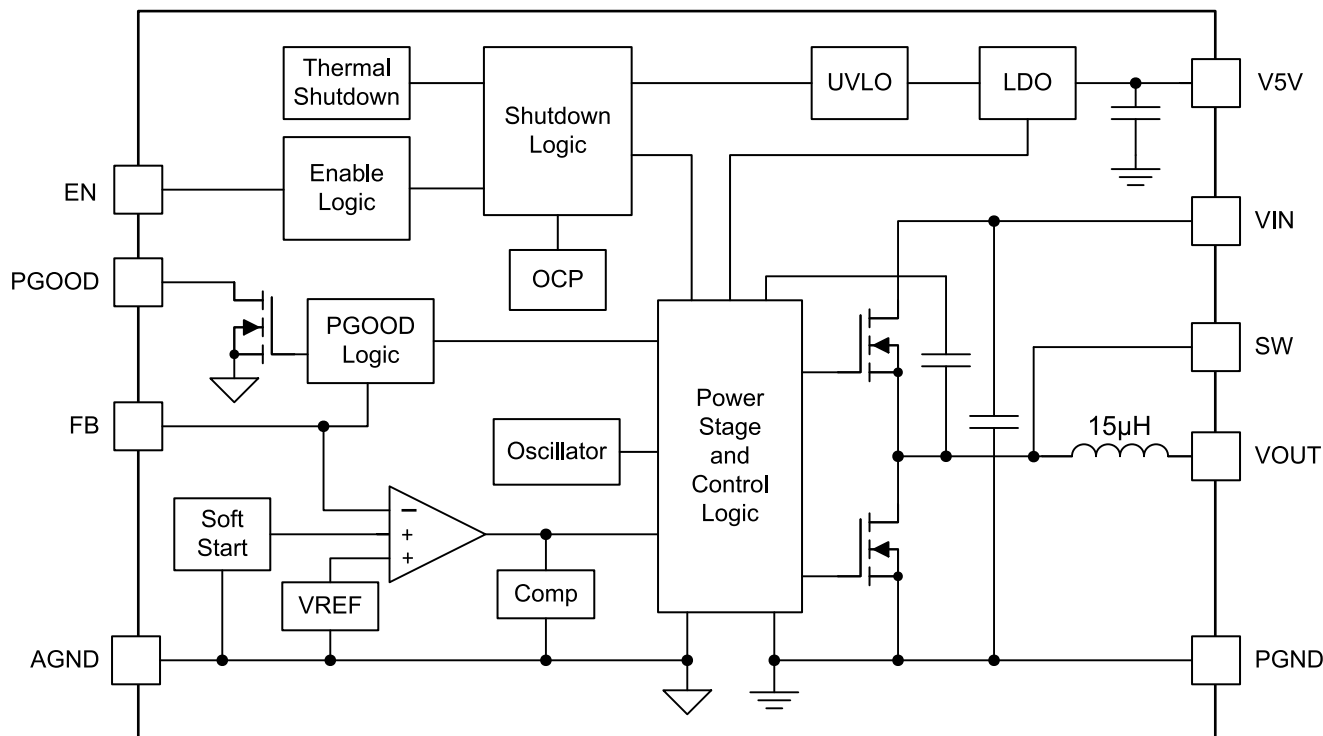 Thermal
Shutdown
Shutdown
Logic
UVLO
LDO
V5V
EN
Enable
Logic
VIN
PGOOD
OCP
PGOOD
Logic
SW
FB
Oscillator
Power
Stage
and
Control
Logic
15µH
VOUT
Soft
Start
−
+
+
VREF
Comp
AGND
PGND